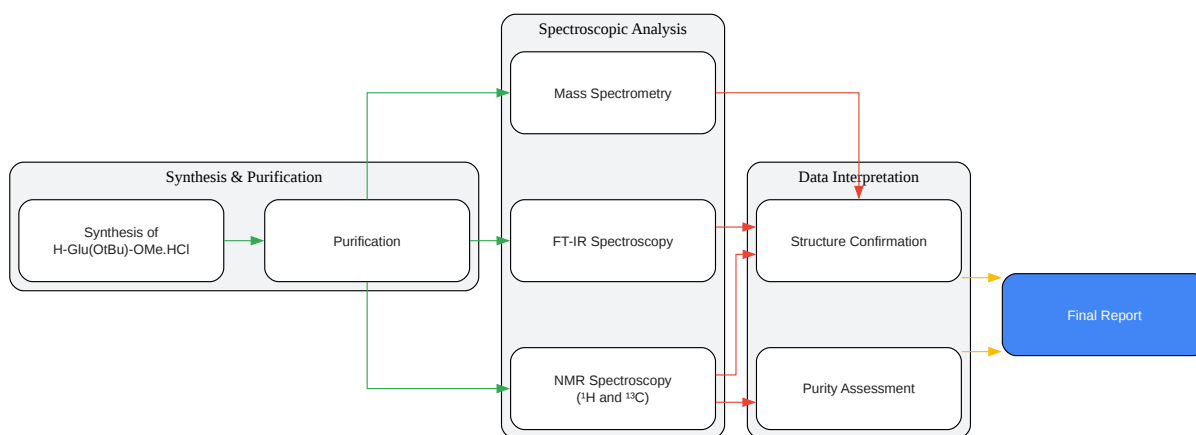 Spectroscopic Analysis
Mass Spectrometry
Synthesis & Purification
Data Interpretation
Synthesis of
H-Glu(OtBu)-OMe.HCl
Purification
FT-IR Spectroscopy
Structure Confirmation
Final Report
NMR Spectroscopy
(¹H and ¹³C)
Purity Assessment